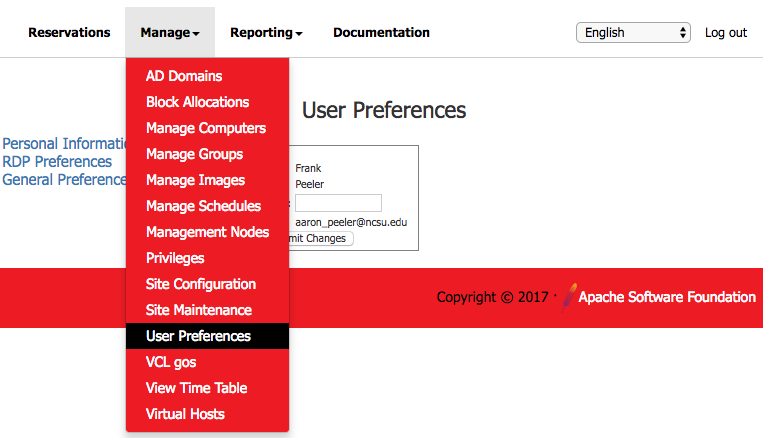 Reservations Manage Reporting Documentation English Log out
AD Domains
Block Allocations
Manage Computers
Manage Groups
Manage Images
Manage Schedules
Management Nodes
Privileges
Site Configuration
Site Maintenance
User Preferences
VCL gos
View Time Table
Virtual Hosts
User Preferences
Personal Informati
RDP Preferences
General Preference
Frank
Peeler
:
aaron_peeler@ncsu.edu
mit Changes
Copyright © 2017 · Apache Software Foundation